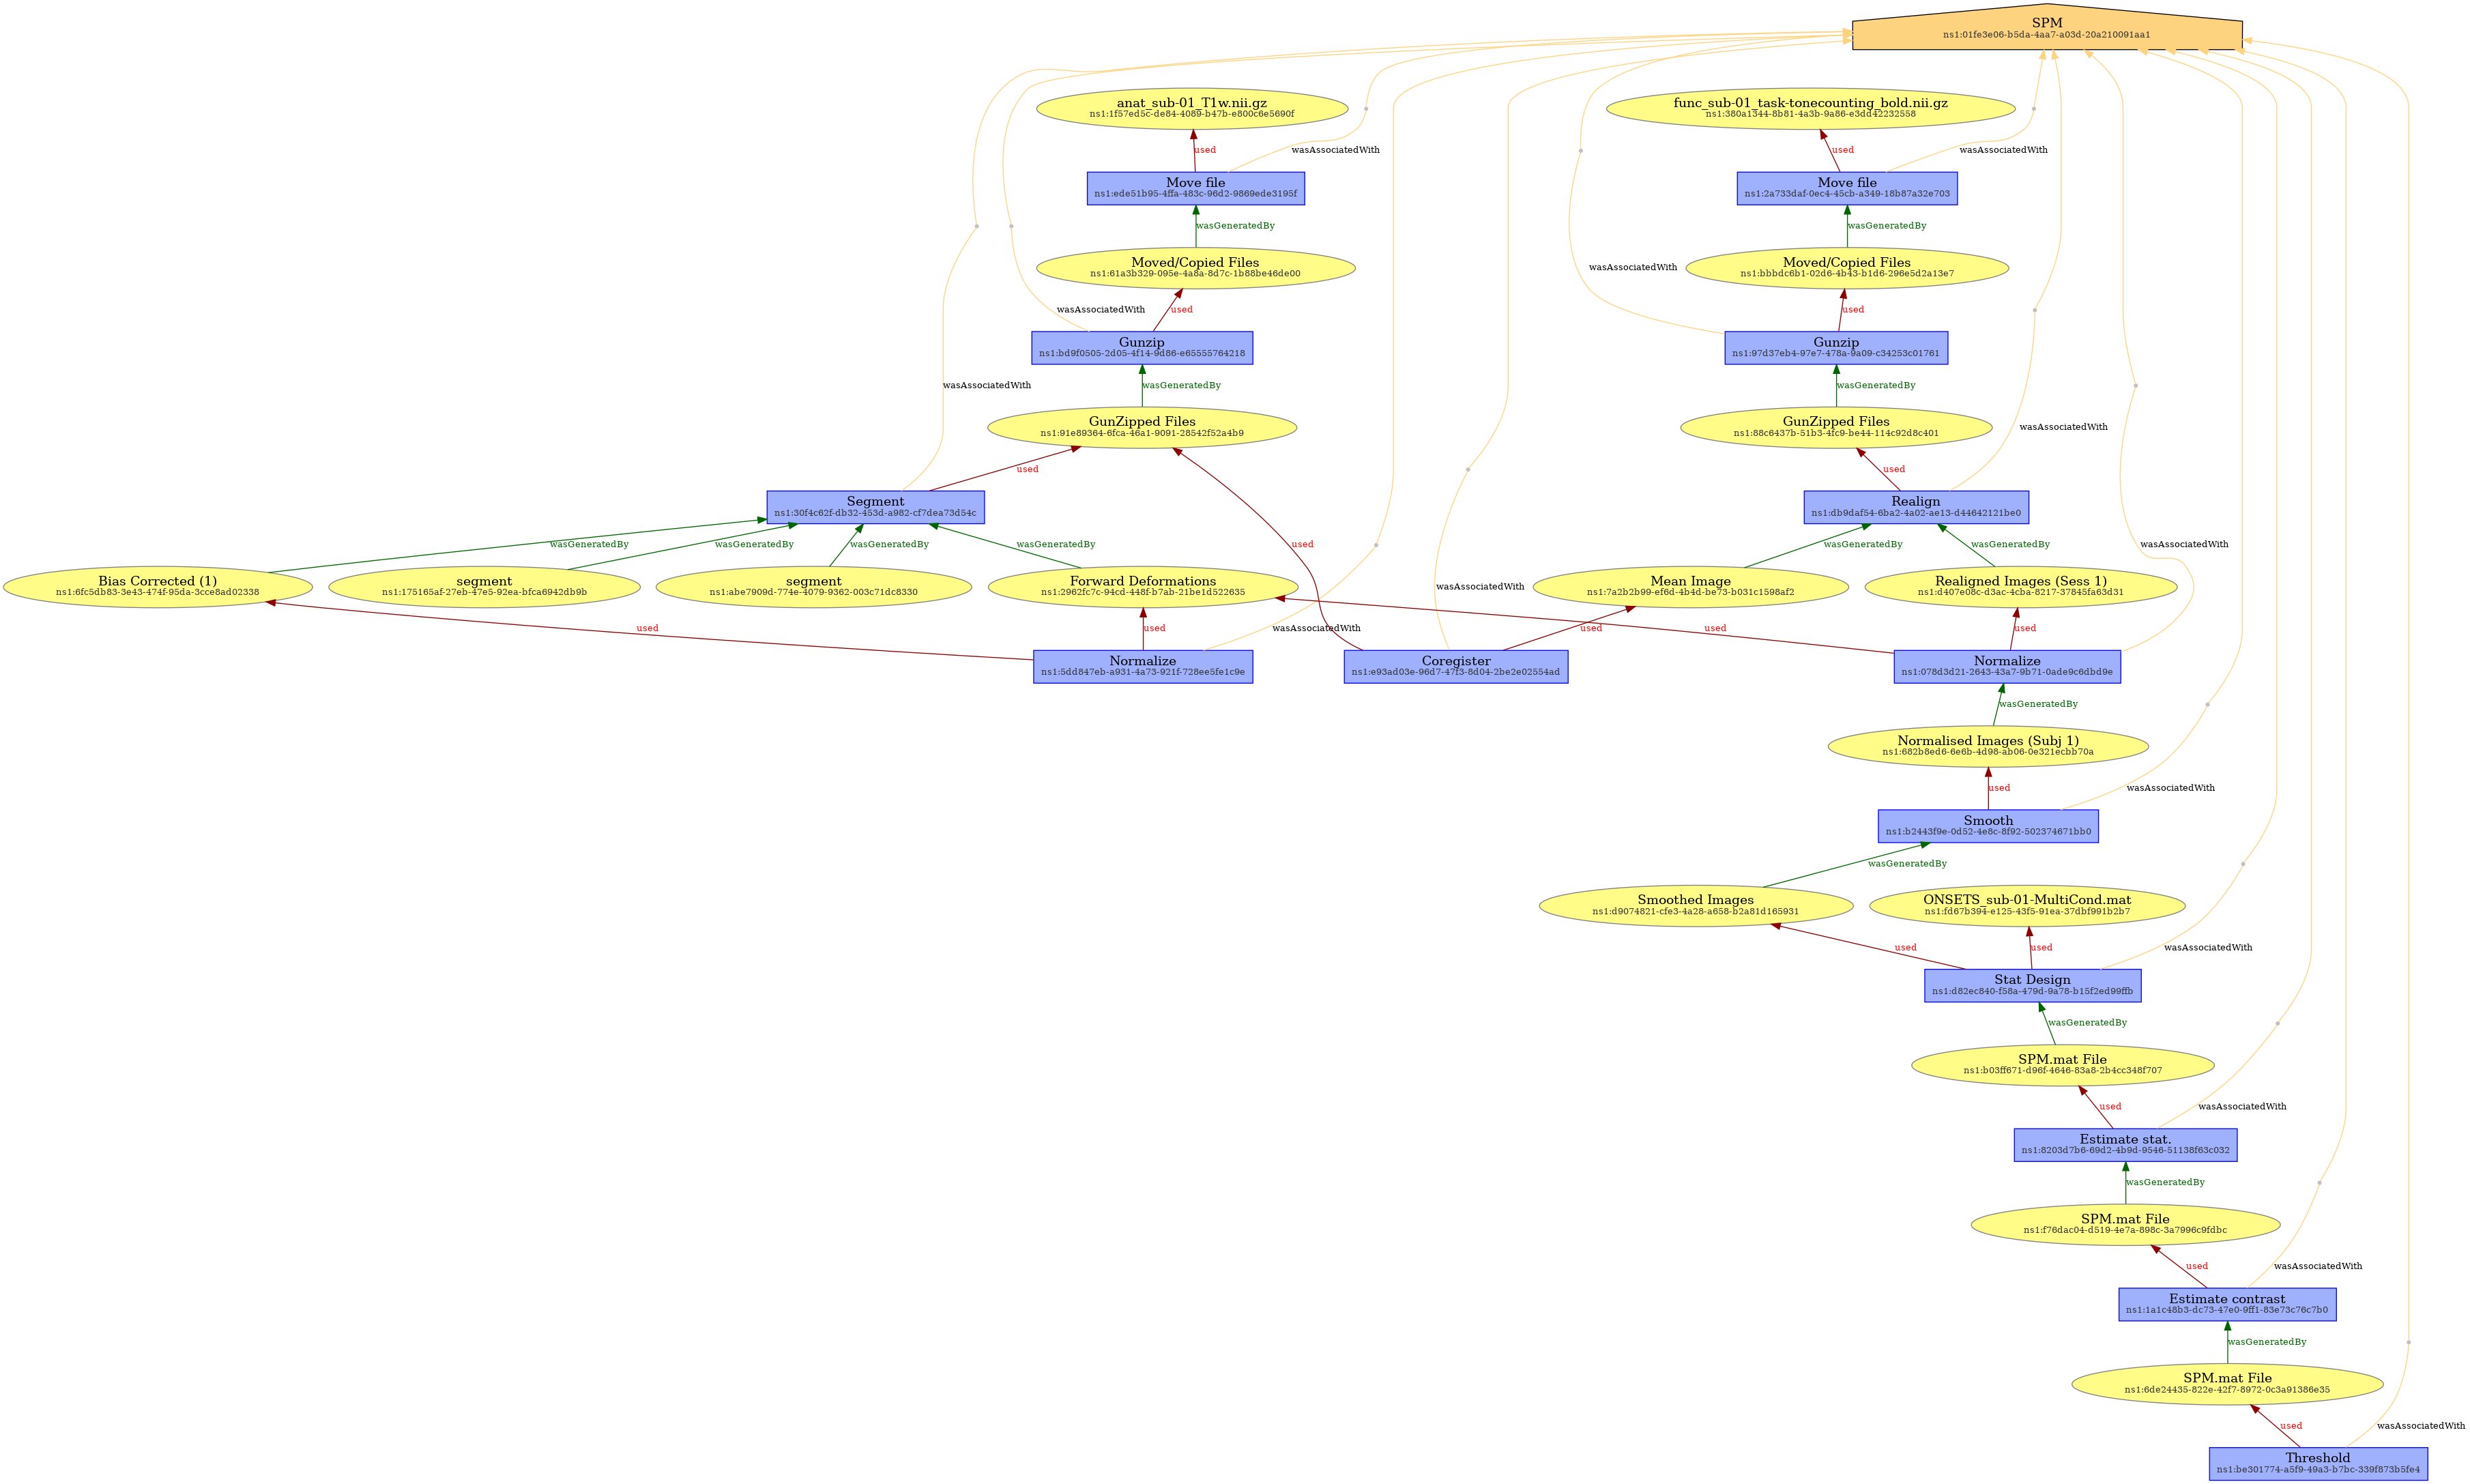 SPM
ns1:01fe3e06-b5da-4aa7-a03d-20a210091aa1
anat_sub-01_T1w.nii.gz
ns1:1f57ed5c-de84-4089-b47b-e800c6e5690f
func_sub-01_task-tonecounting_bold.nii.gz
ns1:380a1344-8b81-4a3b-9a86-e3dd42232558
used
wasAssociatedWith
used
wasAssociatedWith
Move file
ns1:ede51b95-4ffa-483c-96d2-9869ede3195f
Move file
ns1:2a733daf-0ec4-45cb-a349-18b87a32e703
wasGeneratedBy
wasGeneratedBy
Moved/Copied Files
ns1:61a3b329-095e-4a8a-8d7c-1b88be46de00
wasAssociatedWith
Moved/Copied Files
ns1:bbbdc6b1-02d6-4b43-b1d6-296e5d2a13e7
wasAssociatedWith
used
used
Gunzip
ns1:bd9f0505-2d05-4f14-9d86-e65555764218
Gunzip
ns1:97d37eb4-97e7-478a-9a09-c34253c01761
wasAssociatedWith
wasGeneratedBy
wasGeneratedBy
GunZipped Files
ns1:91e89364-6fca-46a1-9091-28542f52a4b9
GunZipped Files
ns1:88c6437b-51b3-4fc9-be44-114c92d8c401
wasAssociatedWith
used
used
Segment
ns1:30f4c62f-db32-453d-a982-cf7dea73d54c
Realign
ns1:db9daf54-6ba2-4a02-ae13-d44642121be0
wasGeneratedBy
wasGeneratedBy
wasGeneratedBy
wasGeneratedBy
used
wasGeneratedBy
wasGeneratedBy
wasAssociatedWith
Bias Corrected (1)
ns1:6fc5db83-3e43-474f-95da-3cce8ad02338
segment
ns1:175165af-27eb-47e5-92ea-bfca6942db9b
segment
ns1:abe7909d-774e-4079-9362-003c71dc8330
Forward Deformations
ns1:2962fc7c-94cd-448f-b7ab-21be1d522635
wasAssociatedWith
Mean Image
ns1:7a2b2b99-ef6d-4b4d-be73-b031c1598af2
Realigned Images (Sess 1)
ns1:d407e08c-d3ac-4cba-8217-37845fa63d31
used
used
wasAssociatedWith
used
used
used
Normalize
ns1:5dd847eb-a931-4a73-921f-728ee5fe1c9e
Coregister
ns1:e93ad03e-96d7-47f3-8d04-2be2e02554ad
Normalize
ns1:078d3d21-2643-43a7-9b71-0ade9c6dbd9e
wasGeneratedBy
Normalised Images (Subj 1)
ns1:682b8ed6-6e6b-4d98-ab06-0e321ecbb70a
used
wasAssociatedWith
Smooth
ns1:b2443f9e-0d52-4e8c-8f92-502374671bb0
wasGeneratedBy
Smoothed Images
ns1:d9074821-cfe3-4a28-a658-b2a81d165931
ONSETS_sub-01-MultiCond.mat
ns1:fd67b394-e125-43f5-91ea-37dbf991b2b7
used
used
wasAssociatedWith
Stat Design
ns1:d82ec840-f58a-479d-9a78-b15f2ed99ffb
wasGeneratedBy
SPM.mat File
ns1:b03ff671-d96f-4646-83a8-2b4cc348f707
used
wasAssociatedWith
Estimate stat.
ns1:8203d7b6-69d2-4b9d-9546-51138f63c032
wasGeneratedBy
SPM.mat File
ns1:f76dac04-d519-4e7a-898c-3a7996c9fdbc
used
wasAssociatedWith
Estimate contrast
ns1:1a1c48b3-dc73-47e0-9ff1-83e73c76c7b0
wasGeneratedBy
SPM.mat File
ns1:6de24435-822e-42f7-8972-0c3a91386e35
used
wasAssociatedWith
Threshold
ns1:be301774-a5f9-49a3-b7bc-339f873b5fe4